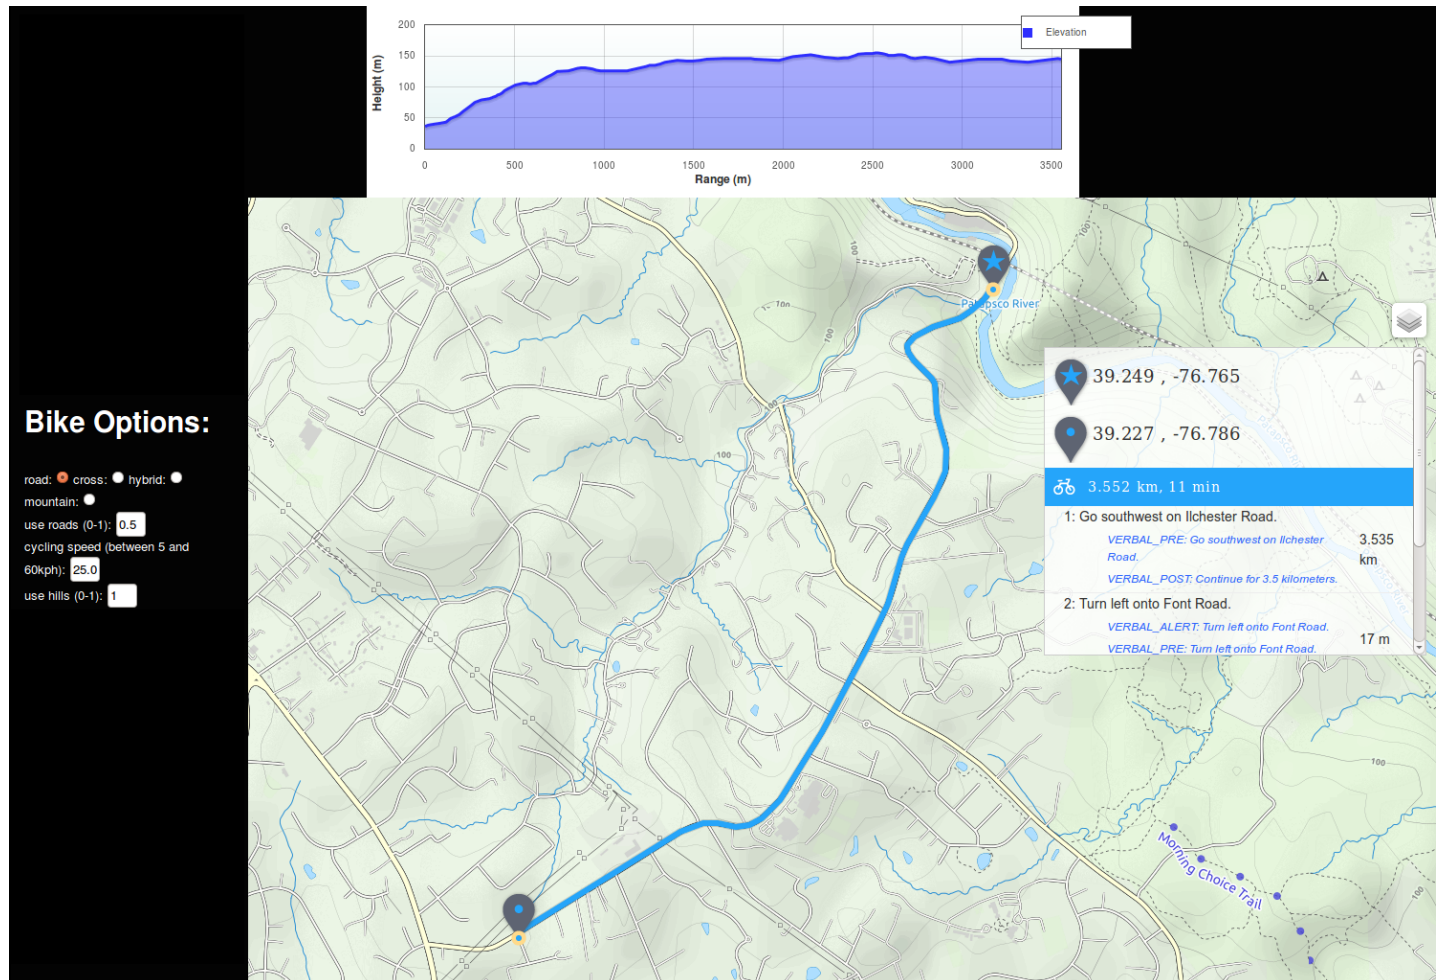 200
150
100
50
0
Height (m)
0
500
1000
1500
2000
2500
3000
3500
Range (m)
Elevation
Bike Options:
road: cross: hybrid:
mountain:
use roads (0-1): 0.5
cycling speed (between 5 and
60kph): 25.0
use hills (0-1): 1
100
100
100
100
100
Patapsco River
39.249 , -76.765
39.227 , -76.786
3.552 km, 11 min
1: Go southwest on Ilchester Road.
VERBAL_PRE: Go southwest on Ilchester
Road.
3.535
km
VERBAL_POST: Continue for 3.5 kilometers.
2: Turn left onto Font Road.
VERBAL_ALERT: Turn left onto Font Road.
17 m
VERBAL_PRE: Turn left onto Font Road.
100
Morning Choice Trail
100